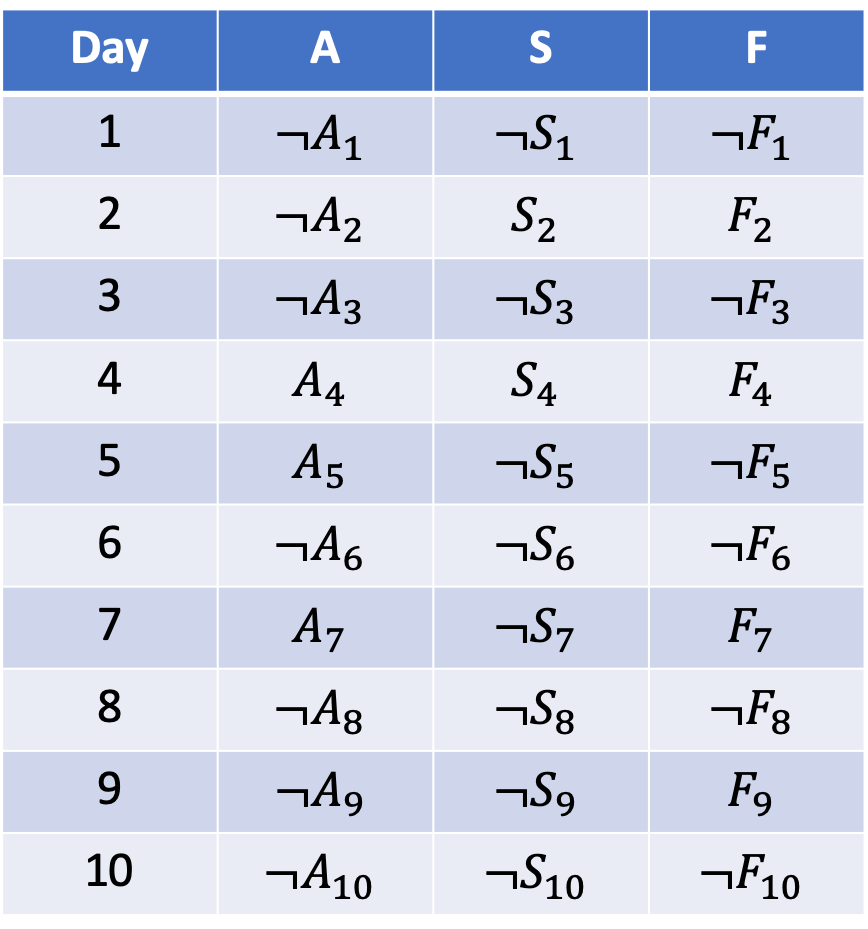 Day A S F
1 ¬A₁ ¬S₁ ¬F₁
2 ¬A₂ S₂ F₂
3 ¬A₃ ¬S₃ ¬F₃
4 A₄ S₄ F₄
5 A₅ ¬S₅ ¬F₅
6 ¬A₆ ¬S₆ ¬F₆
7 A₇ ¬S₇ F₇
8 ¬A₈ ¬S₈ ¬F₈
9 ¬A₉ ¬S₉ F₉
10 ¬A₁₀ ¬S₁₀ ¬F₁₀